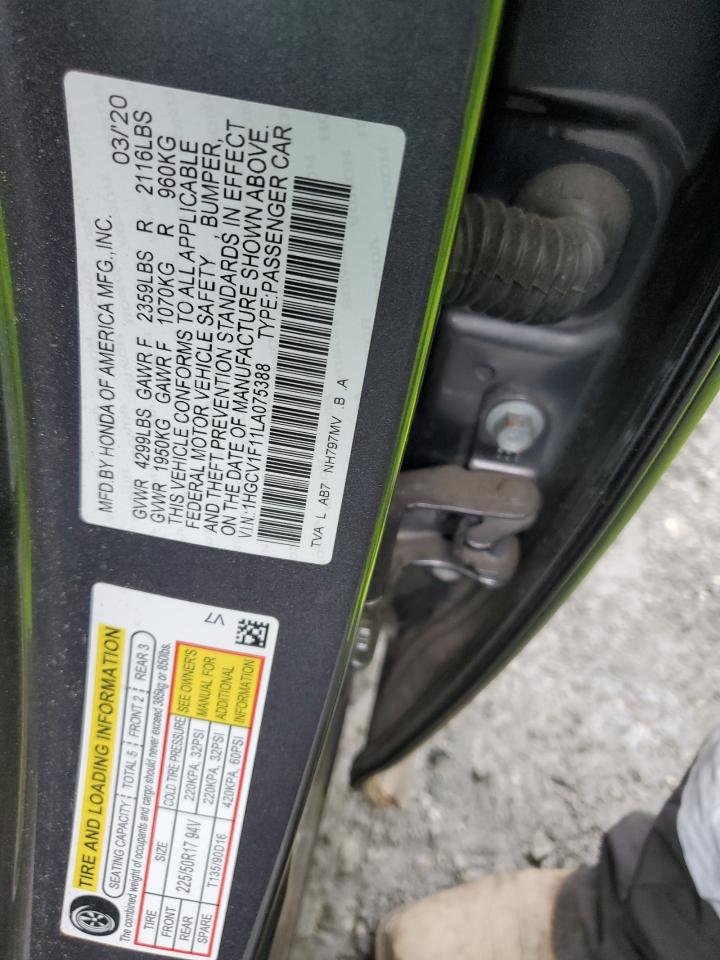 MFD BY HONDA OF AMERICA MFG., INC. 03/'20
GVWR 4299LBS GAWR F 2359LBS R 2116LBS
GVWR 1950KG GAWR F 1070KG R 960KG
THIS VEHICLE CONFORMS TO ALL APPLICABLE
FEDERAL MOTOR VEHICLE SAFETY, BUMPER,
AND THEFT PREVENTION STANDARDS IN EFFECT
ON THE DATE OF MANUFACTURE SHOWN ABOVE.
V.I.N.:1HGCV1F11LA075388 TYPE:PASSENGER CAR
TVA L AB7 NH797MV .B .A
TIRE AND LOADING INFORMATION
SEATING CAPACITY TOTAL 5 FRONT 2 REAR 3
The combined weight of occupants and cargo should never exceed 385kg or 850lbs.
TIRE SIZE COLD TIRE PRESSURE SEE OWNER'S
FRONT 225/50R17 94V 220KPA, 32PSI MANUAL FOR
REAR 220KPA, 32PSI ADDITIONAL
SPARE T135/90D16 420KPA, 60PSI INFORMATION